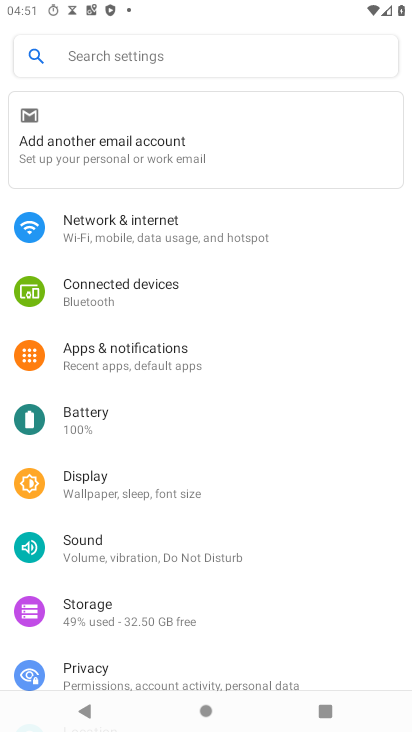 04:51
Search settings
Add another email account
Set up your personal or work email
Network & internet
Wi-Fi, mobile, data usage, and hotspot
Connected devices
Bluetooth
Apps & notifications
Recent apps, default apps
Battery
100%
Display
Wallpaper, sleep, font size
Sound
Volume, vibration, Do Not Disturb
Storage
49% used - 32.50 GB free
Privacy
Permissions, account activity, personal data